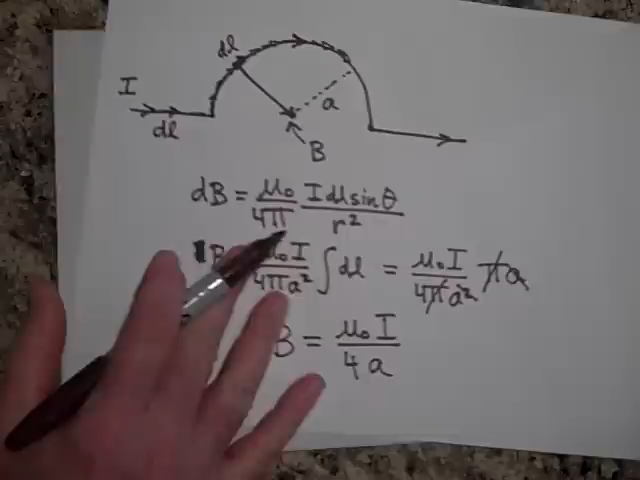 dl
I
a
dl
B
dB = μ₀/4π I dl sinθ/r²
B μ₀I/4πa² ∫dl = μ₀I/4πa² πa
B = μ₀I/4a